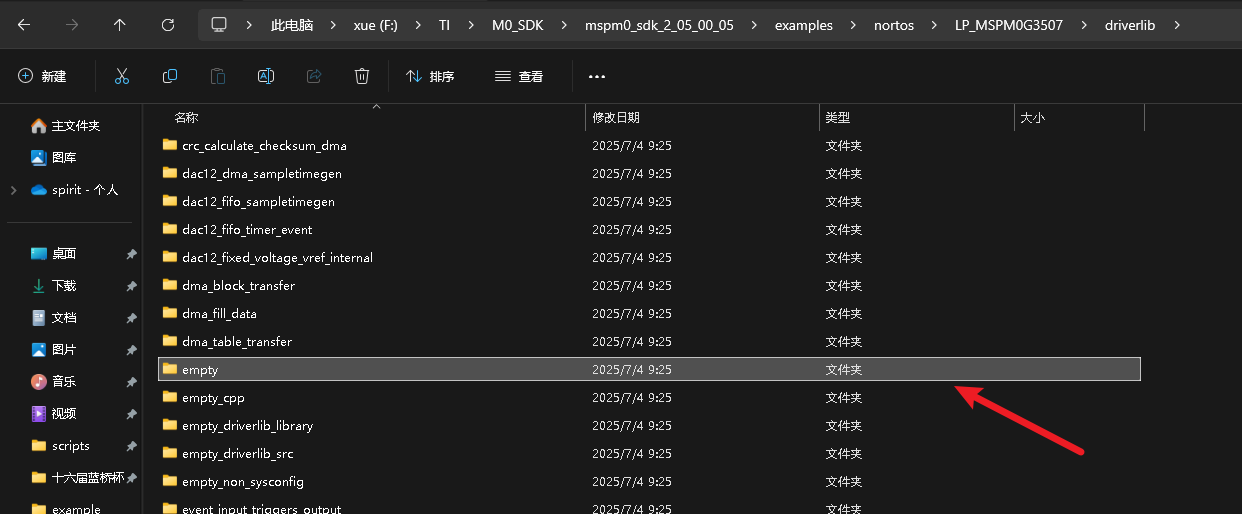 此电脑 > xue (F:) > TI > M0_SDK > mspm0_sdk_2_05_00_05 > examples > nortos > LP_MSPM0G3507 > driverlib >
新建 排序 查看
名称 修改日期 类型 大小
主文件夹
图库
spirit - 个人
桌面
下载
文档
图片
音乐
视频
scripts
十六届蓝桥杯
example
crc_calculate_checksum_dma 2025/7/4 9:25 文件夹
dac12_dma_sampletimegen 2025/7/4 9:25 文件夹
dac12_fifo_sampletimegen 2025/7/4 9:25 文件夹
dac12_fifo_timer_event 2025/7/4 9:25 文件夹
dac12_fixed_voltage_vref_internal 2025/7/4 9:25 文件夹
dma_block_transfer 2025/7/4 9:25 文件夹
dma_fill_data 2025/7/4 9:25 文件夹
dma_table_transfer 2025/7/4 9:25 文件夹
empty 2025/7/4 9:25 文件夹
empty_cpp 2025/7/4 9:25 文件夹
empty_driverlib_library 2025/7/4 9:25 文件夹
empty_driverlib_src 2025/7/4 9:25 文件夹
empty_non_sysconfig 2025/7/4 9:25 文件夹
event_input_triggers_output 2025/7/4 9:25 文件夹